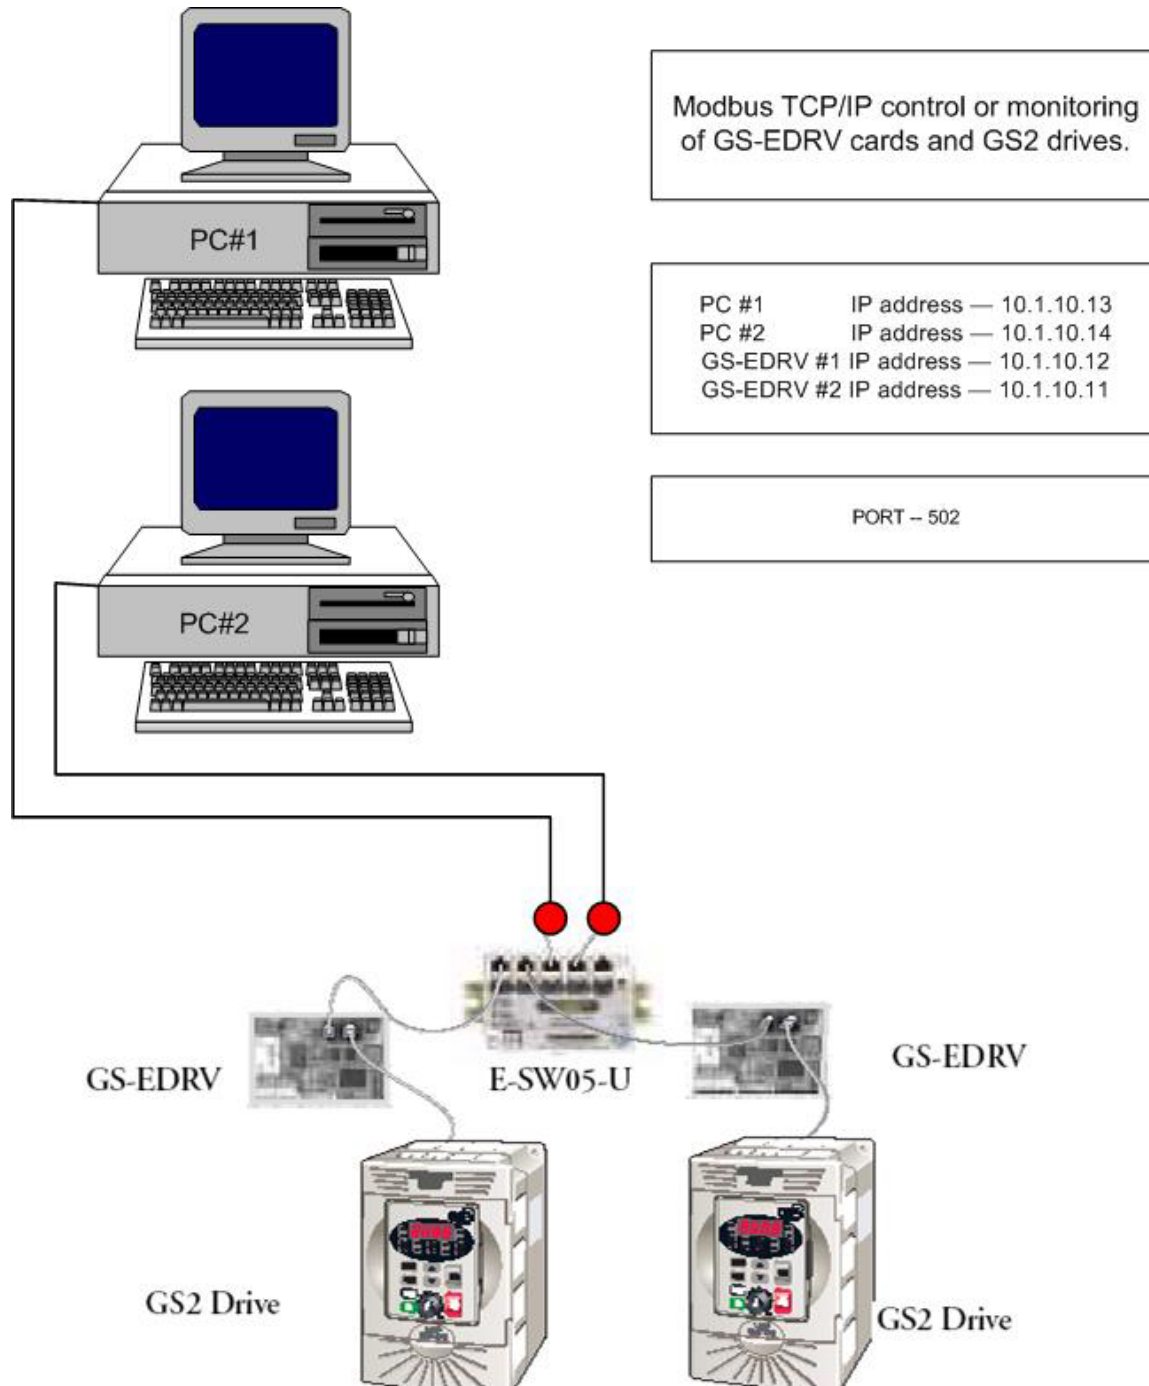 Modbus TCP/IP control or monitoring
of GS-EDRV cards and GS2 drives.
PC#1
PC #1 IP address — 10.1.10.13
PC #2 IP address — 10.1.10.14
GS-EDRV #1 IP address — 10.1.10.12
GS-EDRV #2 IP address — 10.1.10.11
PORT -- 502
PC#2
GS-EDRV
E-SW05-U
GS-EDRV
GS2 Drive
GS2 Drive